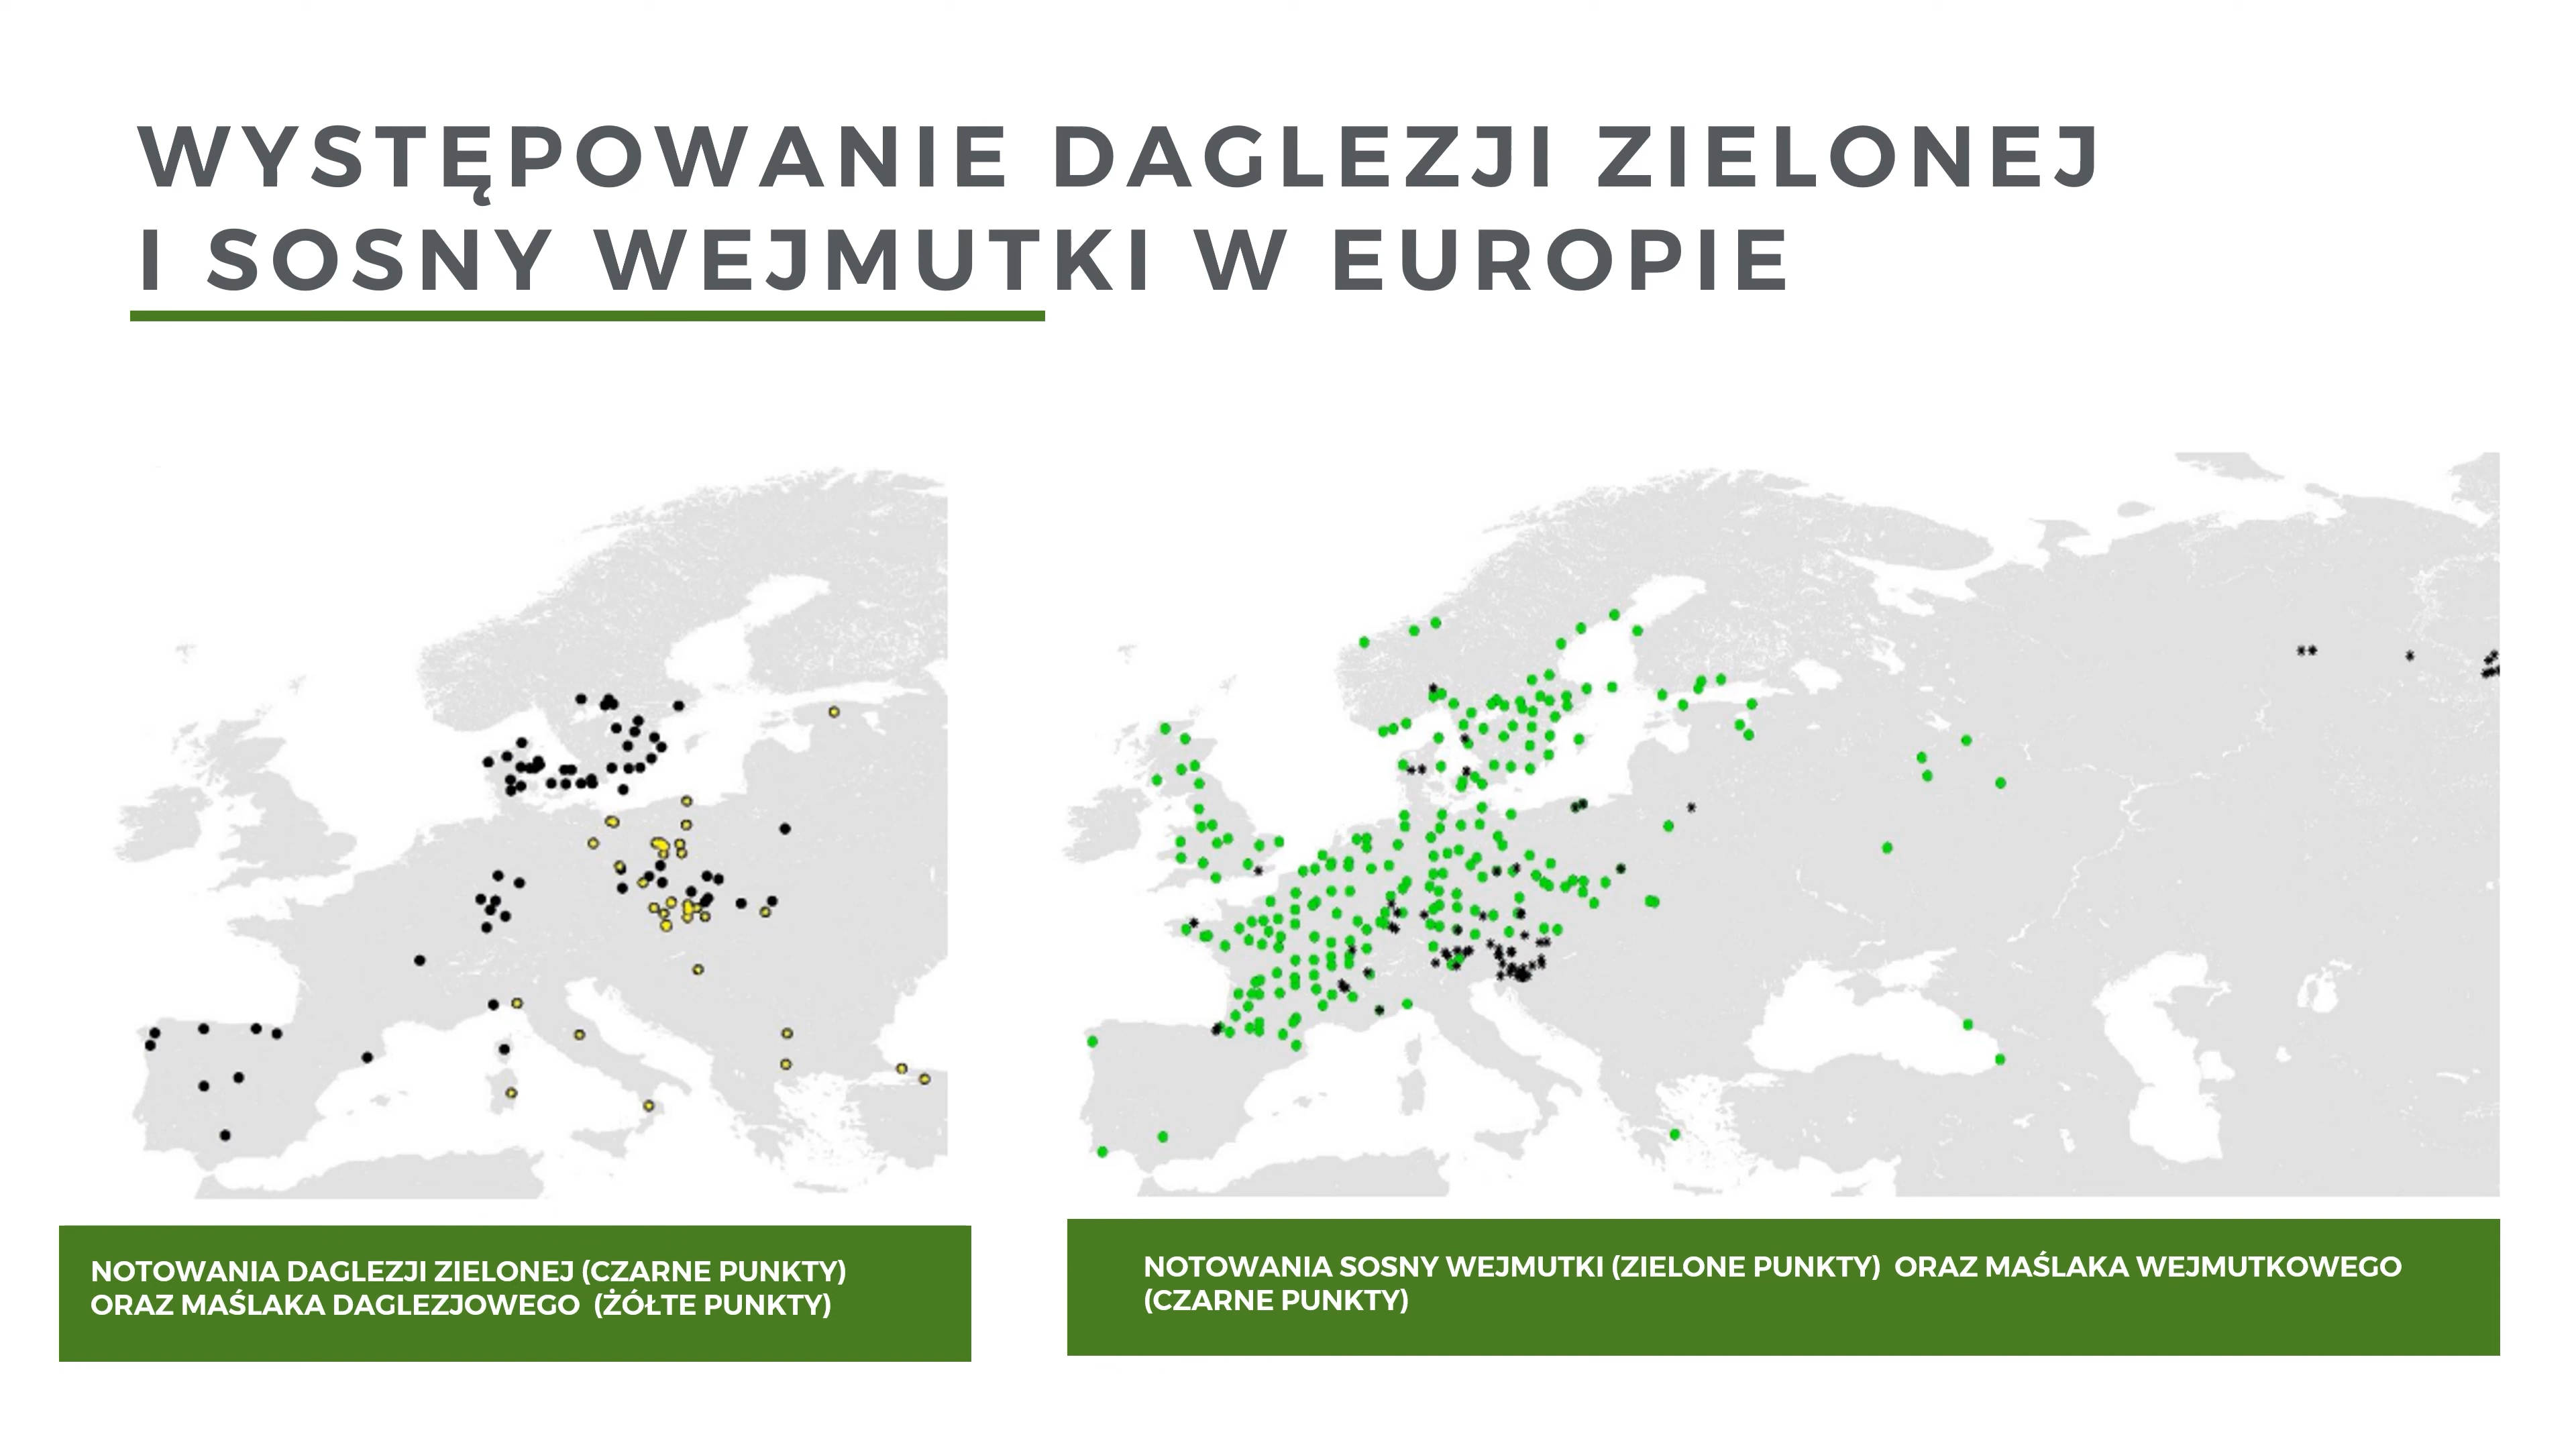 WYSTĘPOWANIE DAGLEZJI ZIELONEJ
I SOSNY WEJMUTKI W EUROPIE
NOTOWANIA DAGLEZJI ZIELONEJ (CZARNE PUNKTY)
ORAZ MAŚLAKA DAGLEZJOWEGO (ŻÓŁTE PUNKTY)
NOTOWANIA SOSNY WEJMUTKI (ZIELONE PUNKTY) ORAZ MAŚLAKA WEJMUTKOWEGO
(CZARNE PUNKTY)